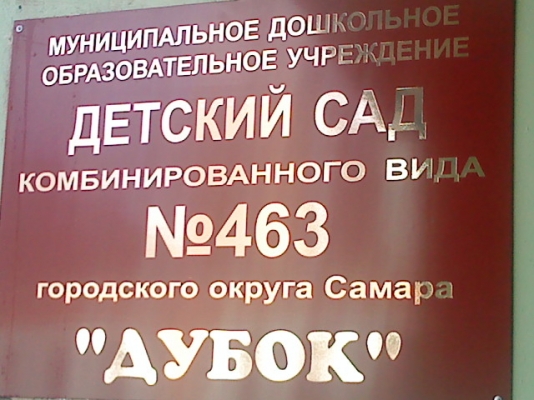 МУНИЦИПАЛЬНОЕ ДОШКОЛЬНОЕ
ОБРАЗОВАТЕЛЬНОЕ УЧРЕЖДЕНИЕ
ДЕТСКИЙ САД
КОМБИНИРОВАННОГО ВИДА
№463
городского округа Самара
"ДУБОК"